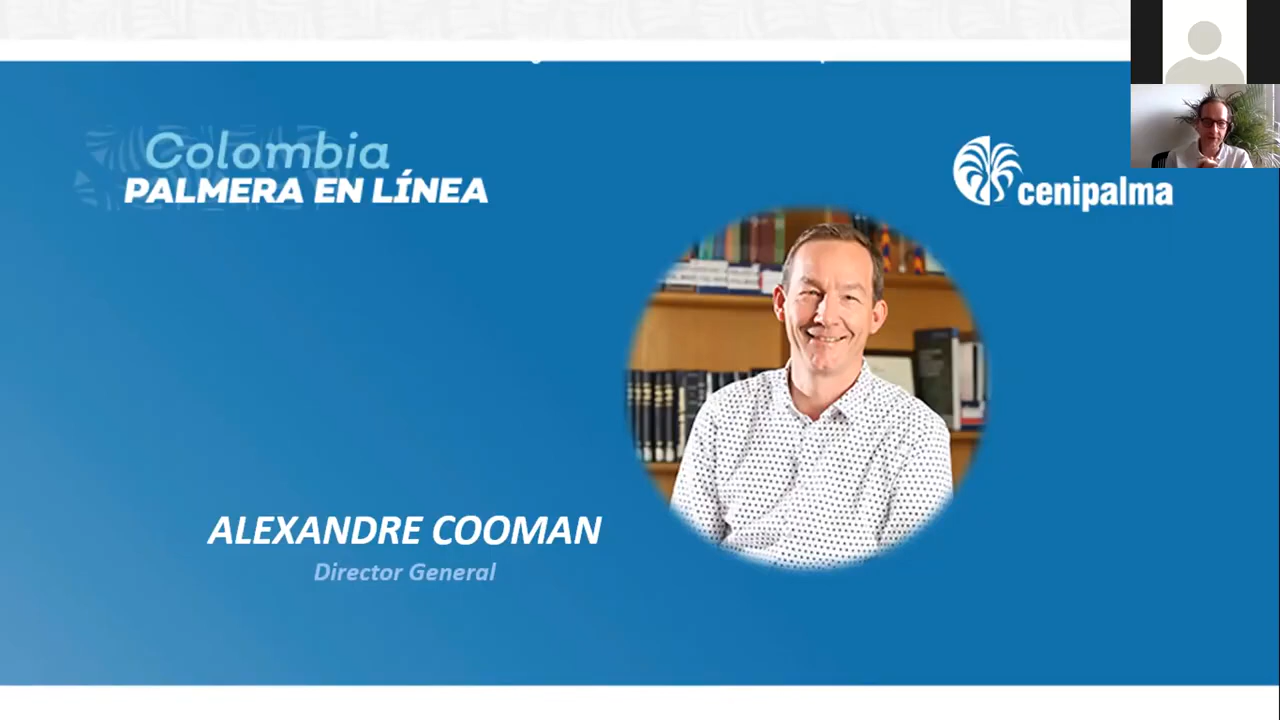 Colombia
PALMERA EN LÍNEA
cenipalma
ALEXANDRE COOMAN
Director General